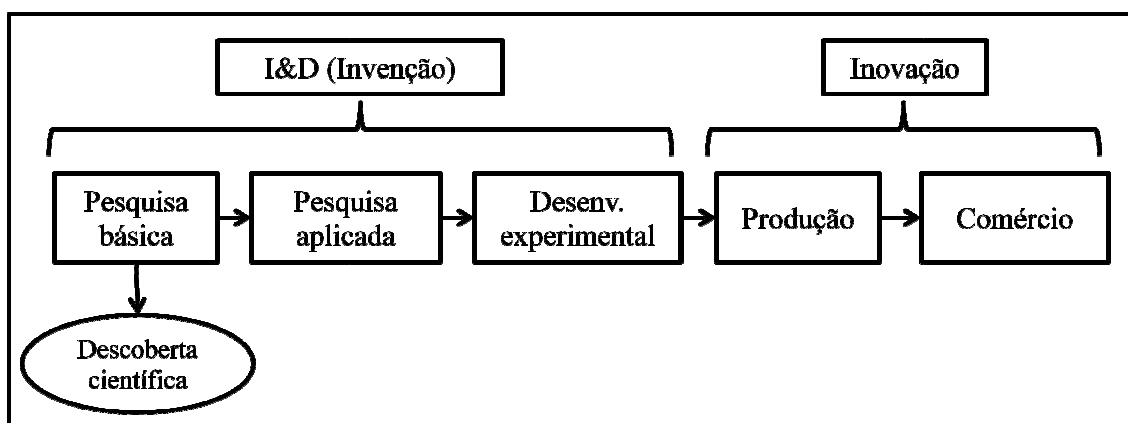 I&D (Invenção)
Inovação
Pesquisa
básica
Pesquisa
aplicada
Desenv.
experimental
Produção
Comércio
Descoberta
científica